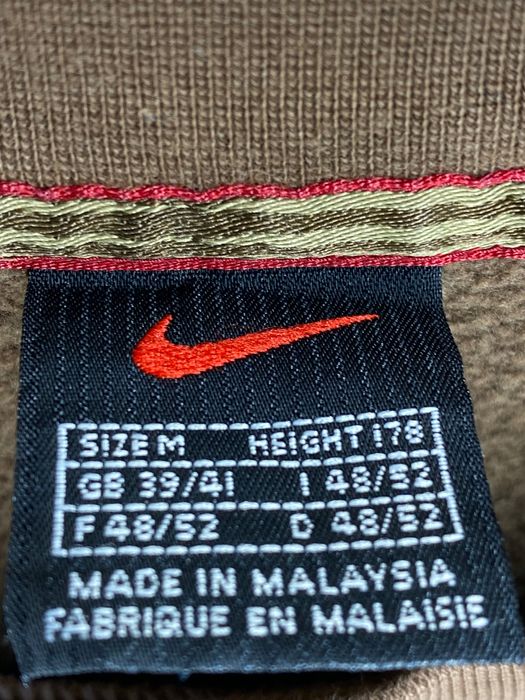 SIZE M HEIGHT 178
GB 39/41 I 48/52
F 48/52 D 48/52
MADE IN MALAYSIA
FABRIQUE EN MALAISIE